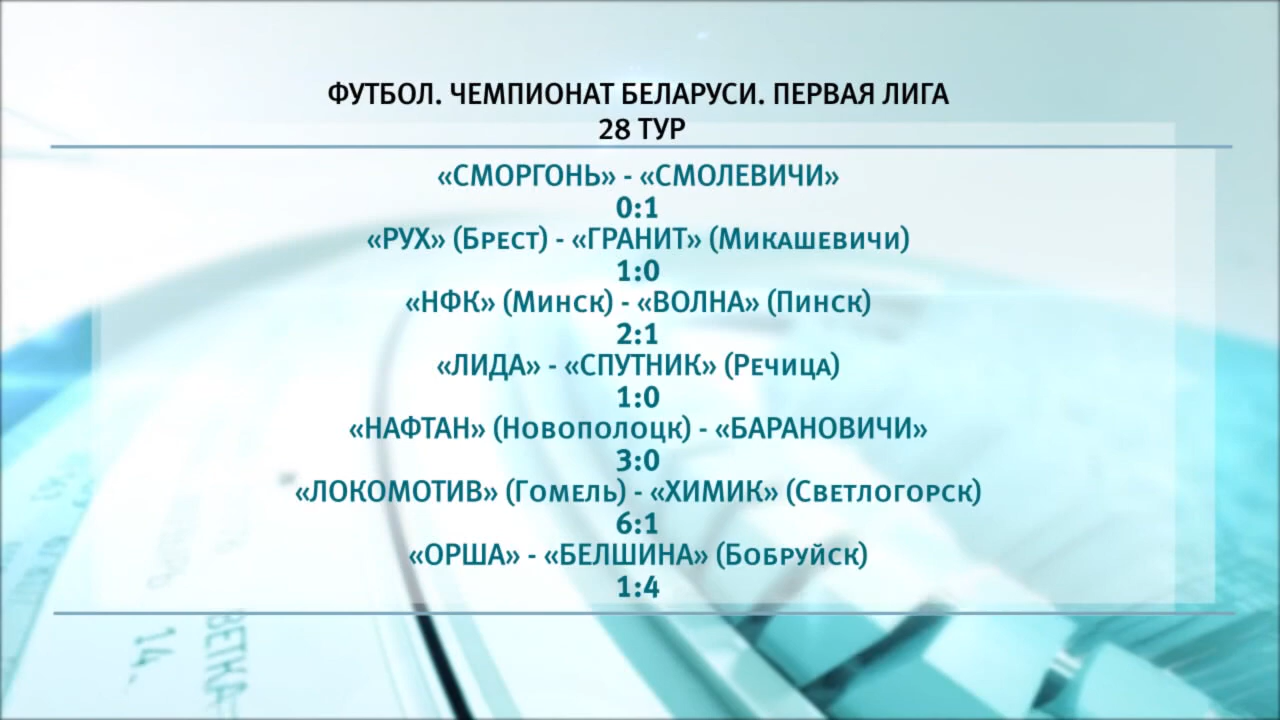 ФУТБОЛ. ЧЕМПИОНАТ БЕЛАРУСИ. ПЕРВАЯ ЛИГА
28 ТУР
«СМОРГОНЬ» - «СМОЛЕВИЧИ»
0:1
«РУХ» (Брест) - «ГРАНИТ» (Микашевичи)
1:0
«НФК» (Минск) - «ВОЛНА» (Пинск)
2:1
«ЛИДА» - «СПУТНИК» (Речица)
1:0
«НАФТАН» (Новополоцк) - «БАРАНОВИЧИ»
3:0
«ЛОКОМОТИВ» (Гомель) - «ХИМИК» (Светлогорск)
6:1
«ОРША» - «БЕЛШИНА» (Бобруйск)
1:4
14.